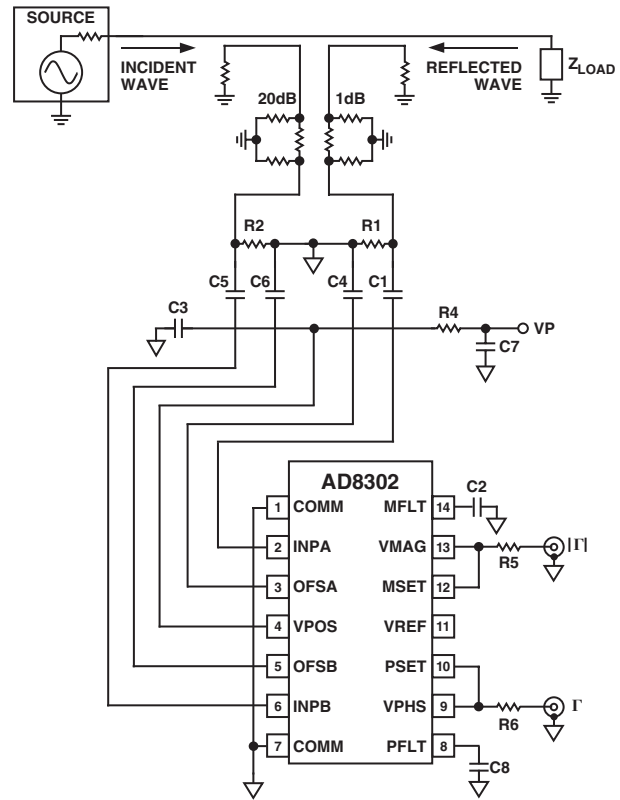 SOURCE
INCIDENT
WAVE
REFLECTED
WAVE
ZLOAD
20dB
1dB
R2
R1
C5
C6
C4
C1
C3
R4
VP
C7
AD8302
1 COMM
MFLT 14
C2
2 INPA
VMAG 13
R5
|Γ|
3 OFSA
MSET 12
4 VPOS
VREF 11
5 OFSB
PSET 10
6 INPB
VPHS 9
R6
Γ
7 COMM
PFLT 8
C8